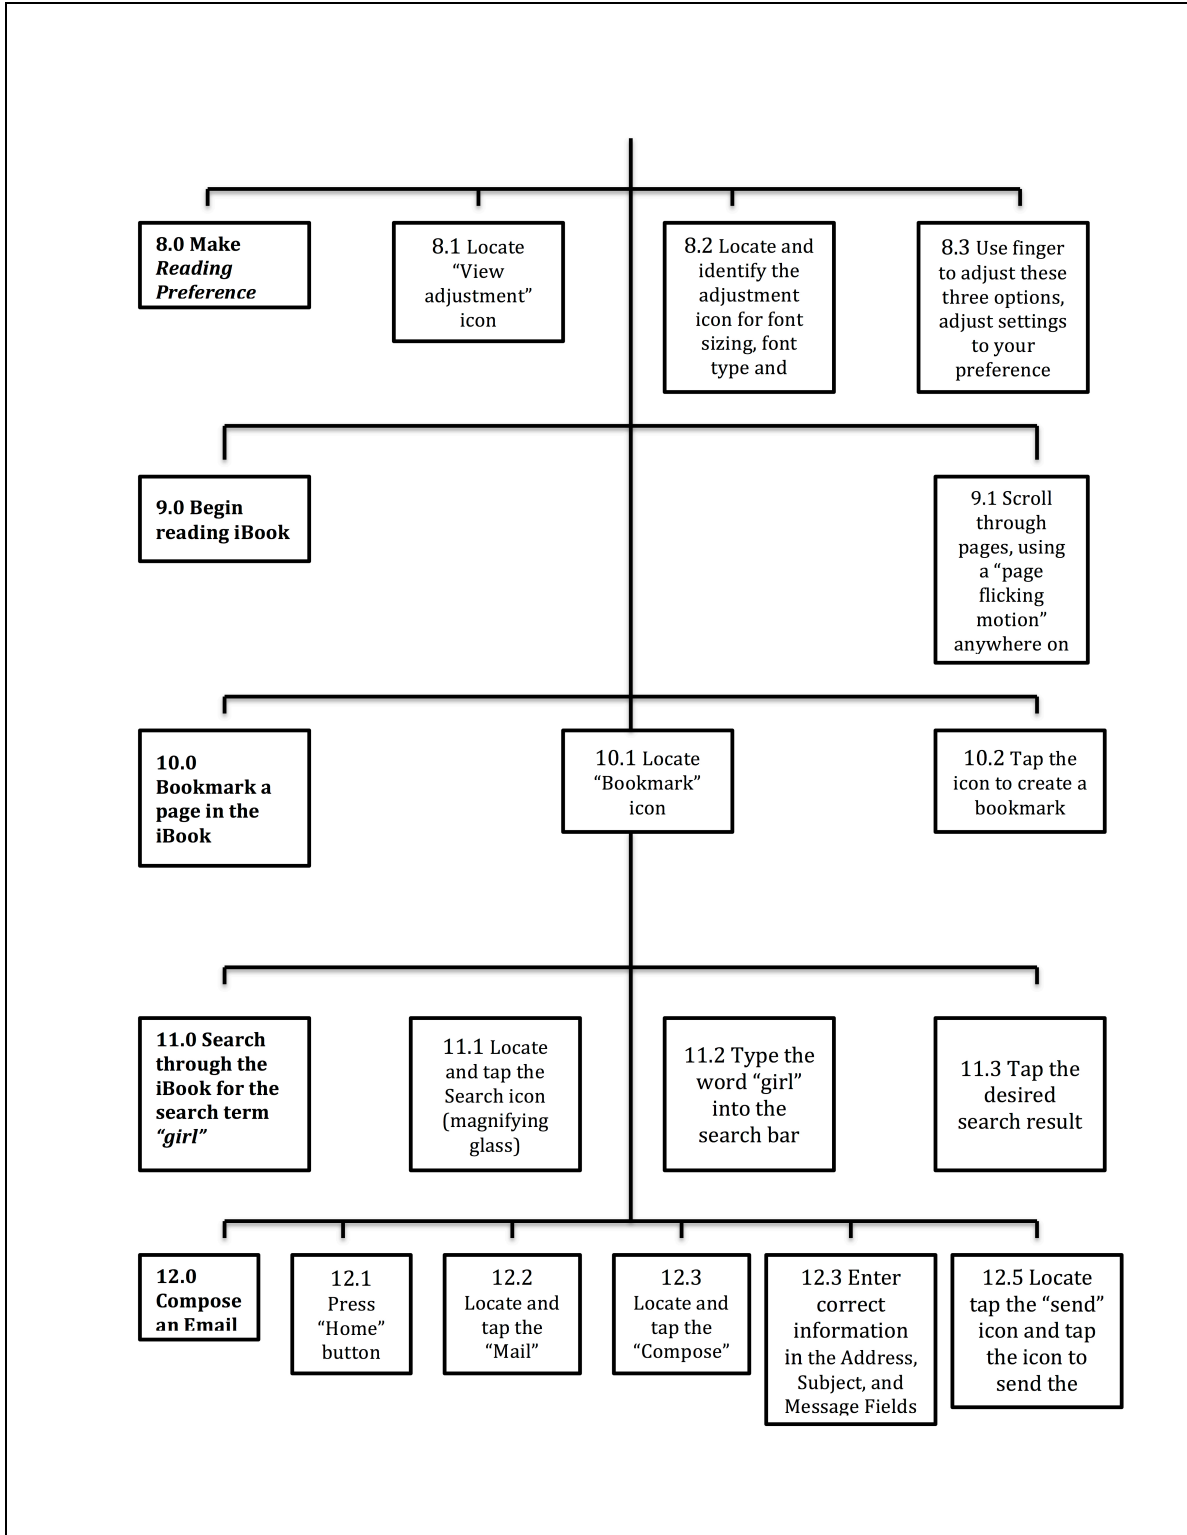 8.0 Make
Reading
Preference
8.1 Locate
“View
adjustment”
icon
8.2 Locate and
identify the
adjustment
icon for font
sizing, font
type and
8.3 Use finger
to adjust these
three options,
adjust settings
to your
preference
9.0 Begin
reading iBook
9.1 Scroll
through
pages, using
a “page
flicking
motion”
anywhere on
10.0
Bookmark a
page in the
iBook
10.1 Locate
“Bookmark”
icon
10.2 Tap the
icon to create a
bookmark
11.0 Search
through the
iBook for the
search term
“girl”
11.1 Locate
and tap the
Search icon
(magnifying
glass)
11.2 Type the
word “girl”
into the
search bar
11.3 Tap the
desired
search result
12.0
Compose
an Email
12.1
Press
“Home”
button
12.2
Locate and
tap the
“Mail”
12.3
Locate and
tap the
“Compose”
12.3 Enter
correct
information
in the Address,
Subject, and
Message Fields
12.5 Locate
tap the “send”
icon and tap
the icon to
send the